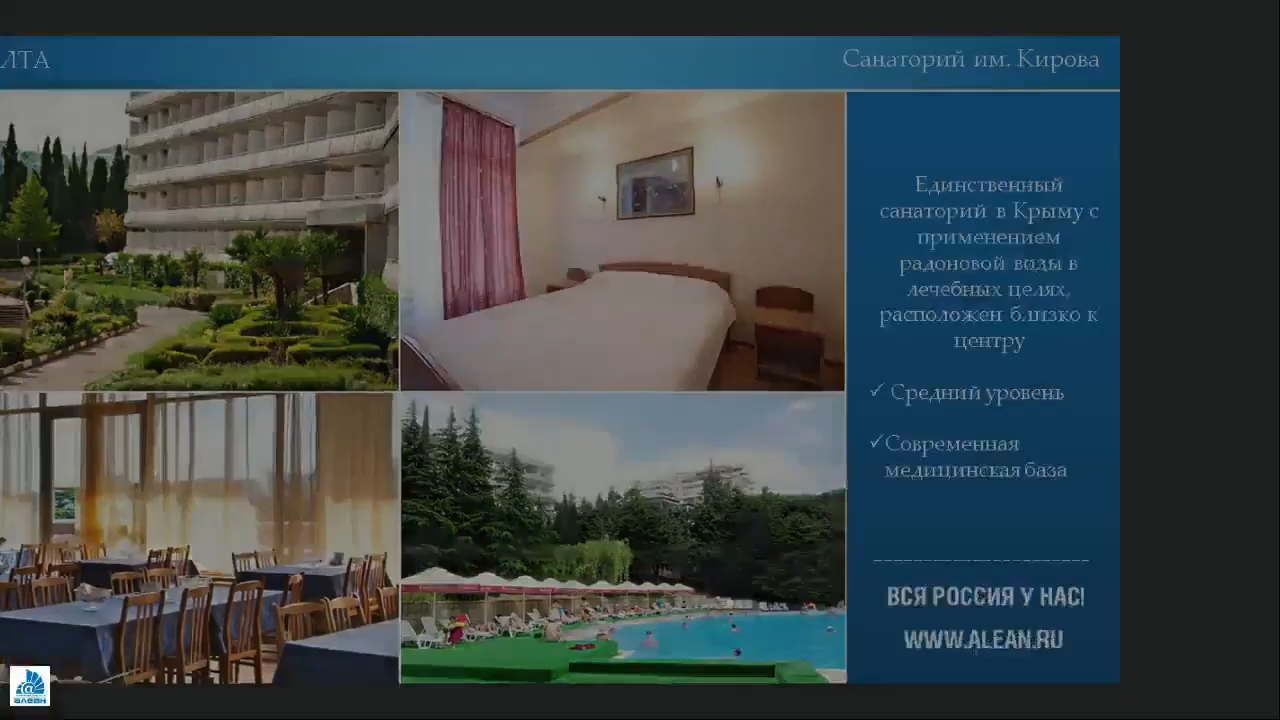 ЛТА
Санаторий им. Кирова
Единственный
санаторий в Крыму с
применением
радоновой воды в
лечебных целях,
расположен близко к
центру
✓ Средний уровень
✓Современная
медицинская база
ВСЯ РОССИЯ У НАС!
WWW.ALEAN.RU
алеан